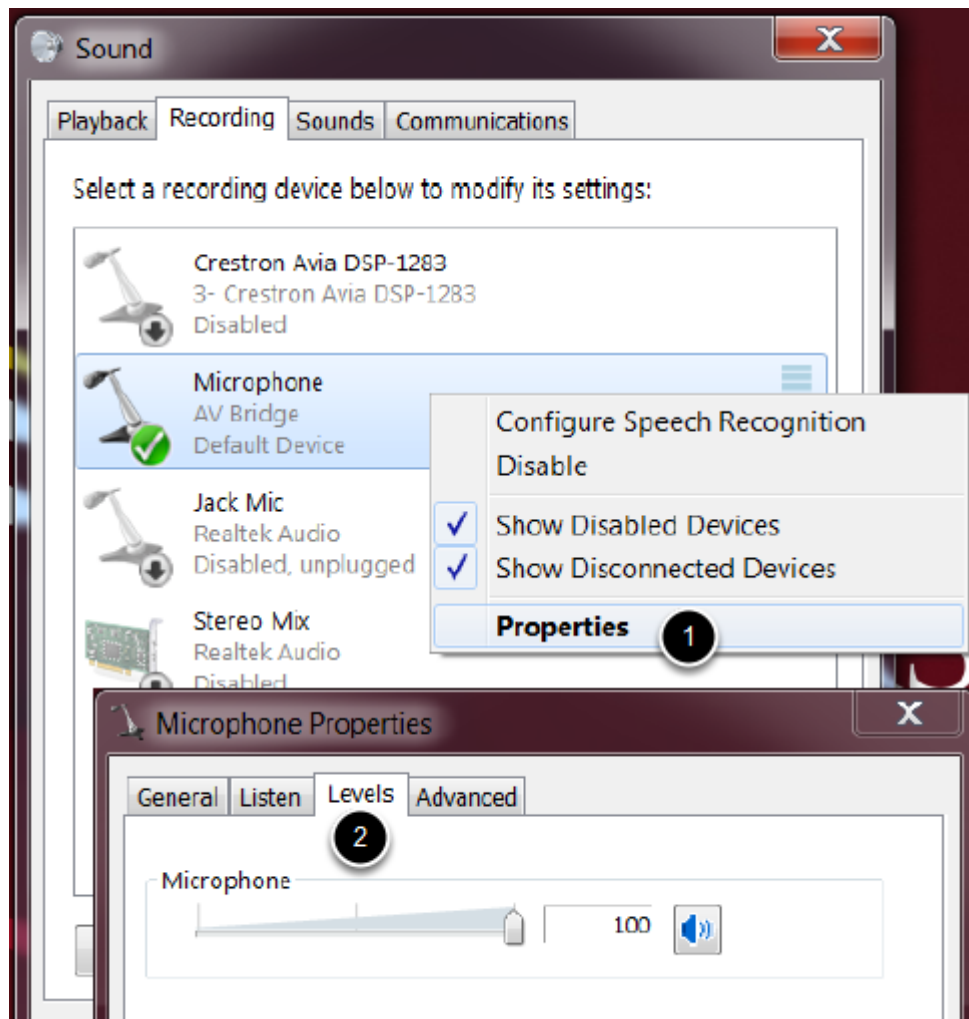 Sound
Playback Recording Sounds Communications
Select a recording device below to modify its settings:
Crestron Avia DSP-1283
3- Crestron Avia DSP-1283
Disabled
Microphone
AV Bridge
Default Device
Configure Speech Recognition
Disable
Show Disabled Devices
Show Disconnected Devices
Properties 1
Jack Mic
Realtek Audio
Disabled, unplugged
Stereo Mix
Realtek Audio
Disabled
Microphone Properties
General Listen Levels Advanced
2
Microphone
100